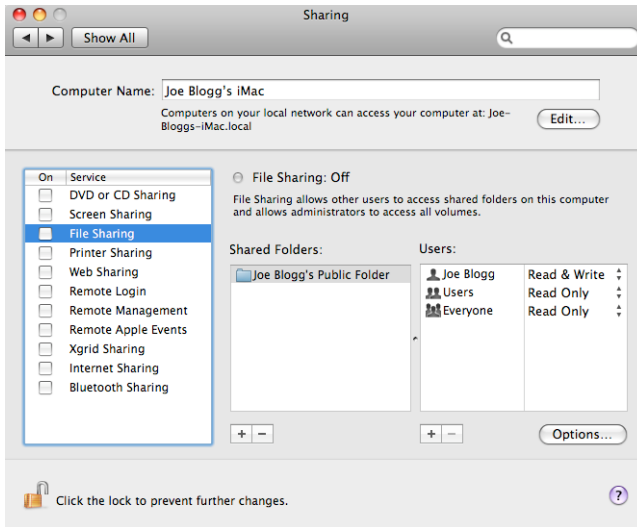 Sharing
Show All
Computer Name: Joe Blogg's iMac
Computers on your local network can access your computer at: Joe-
Bloggs-iMac.local
Edit...
On Service
DVD or CD Sharing
Screen Sharing
File Sharing
Printer Sharing
Web Sharing
Remote Login
Remote Management
Remote Apple Events
Xgrid Sharing
Internet Sharing
Bluetooth Sharing
File Sharing: Off
File Sharing allows other users to access shared folders on this computer
and allows administrators to access all volumes.
Shared Folders:
Joe Blogg's Public Folder
+ −
Users:
Joe Blogg Read & Write
Users Read Only
Everyone Read Only
+ −
Options...
Click the lock to prevent further changes.
?